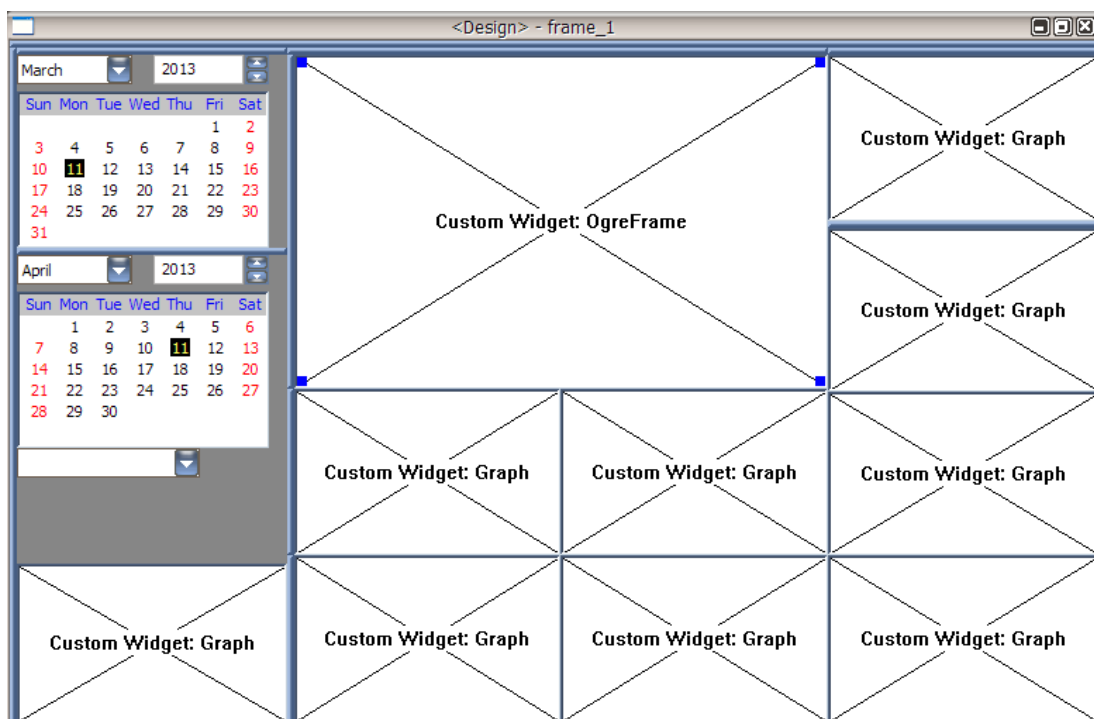 <Design> - frame_1
March 2013
Sun Mon Tue Wed Thu Fri Sat
1 2
3 4 5 6 7 8 9
10 11 12 13 14 15 16
17 18 19 20 21 22 23
24 25 26 27 28 29 30
31
April 2013
Sun Mon Tue Wed Thu Fri Sat
1 2 3 4 5 6
7 8 9 10 11 12 13
14 15 16 17 18 19 20
21 22 23 24 25 26 27
28 29 30
Custom Widget: OgreFrame
Custom Widget: Graph
Custom Widget: Graph
Custom Widget: Graph
Custom Widget: Graph
Custom Widget: Graph
Custom Widget: Graph
Custom Widget: Graph
Custom Widget: Graph
Custom Widget: Graph